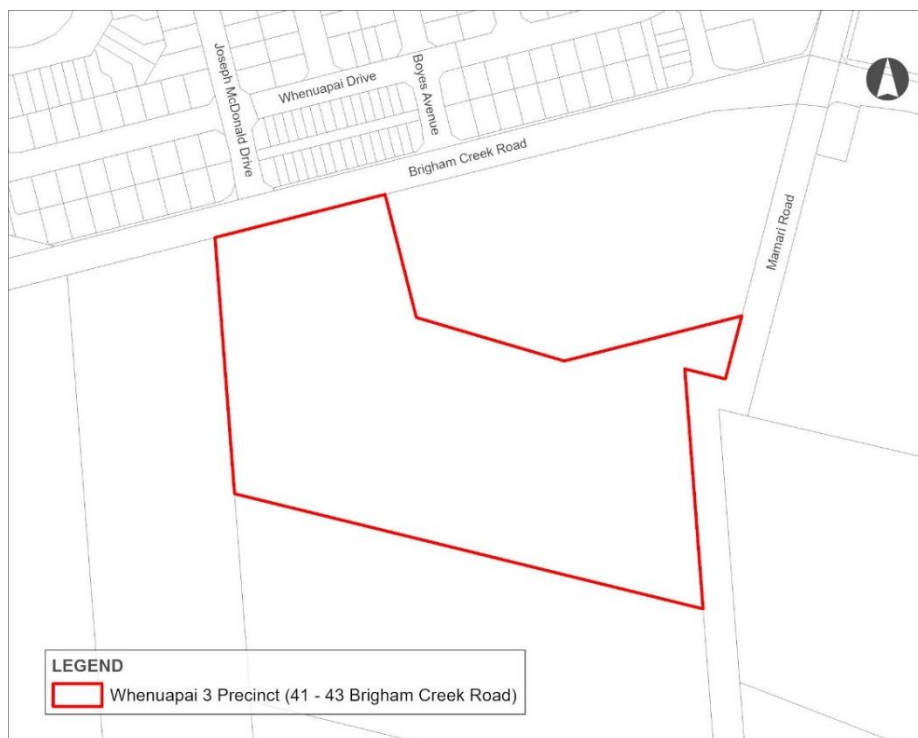 Joseph McDonald Drive
Whenuapai Drive
Boyes Avenue
Brigham Creek Road
Mamari Road
LEGEND
Whenuapai 3 Precinct (41 - 43 Brigham Creek Road)